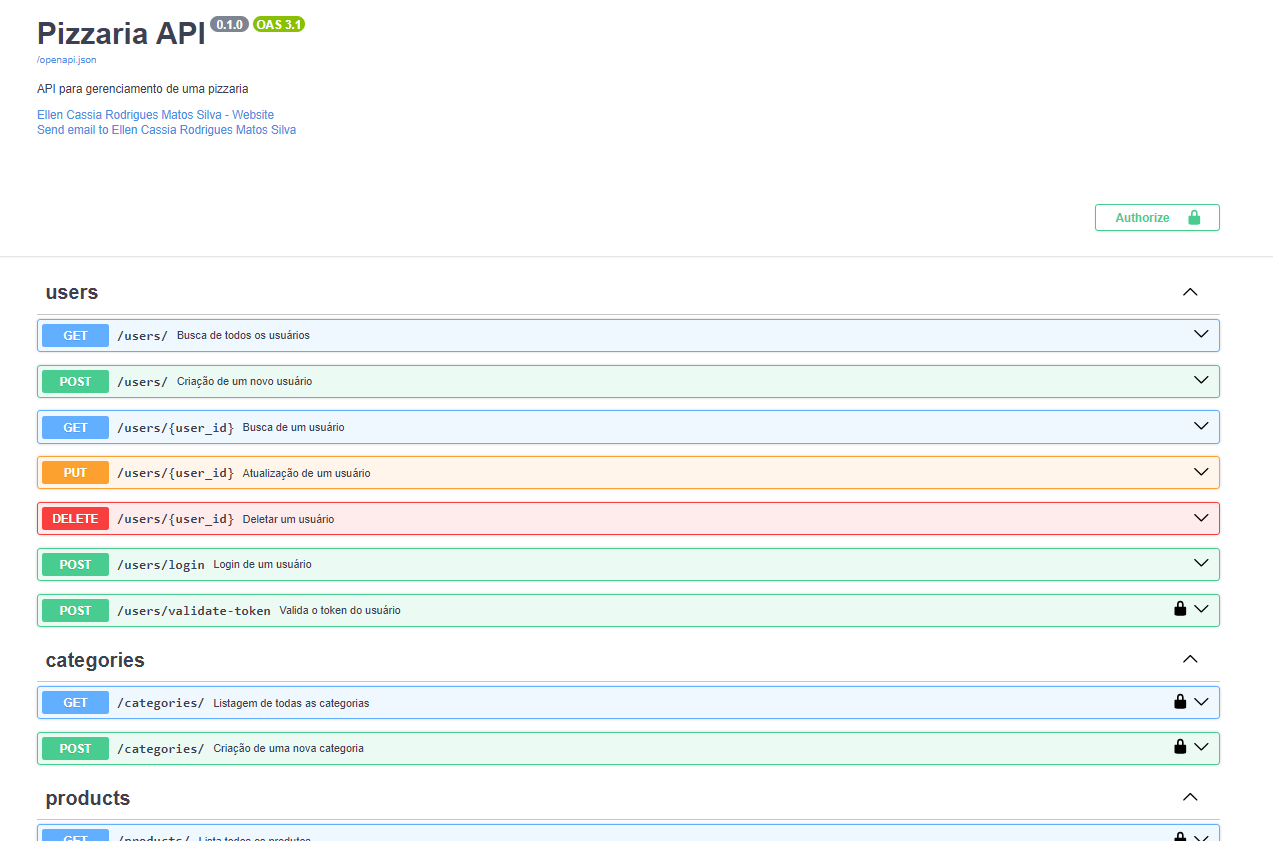 Pizzaria API 0.1.0 OAS 3.1
/openapi.json
API para gerenciamento de uma pizzaria
Ellen Cassia Rodrigues Matos Silva - Website
Send email to Ellen Cassia Rodrigues Matos Silva
Authorize
users
GET /users/ Busca de todos os usuários
POST /users/ Criação de um novo usuário
GET /users/{user_id} Busca de um usuário
PUT /users/{user_id} Atualização de um usuário
DELETE /users/{user_id} Deletar um usuário
POST /users/login Login de um usuário
POST /users/validate-token Valida o token do usuário
categories
GET /categories/ Listagem de todas as categorias
POST /categories/ Criação de uma nova categoria
products
GET /products/ Lista todos os produtos